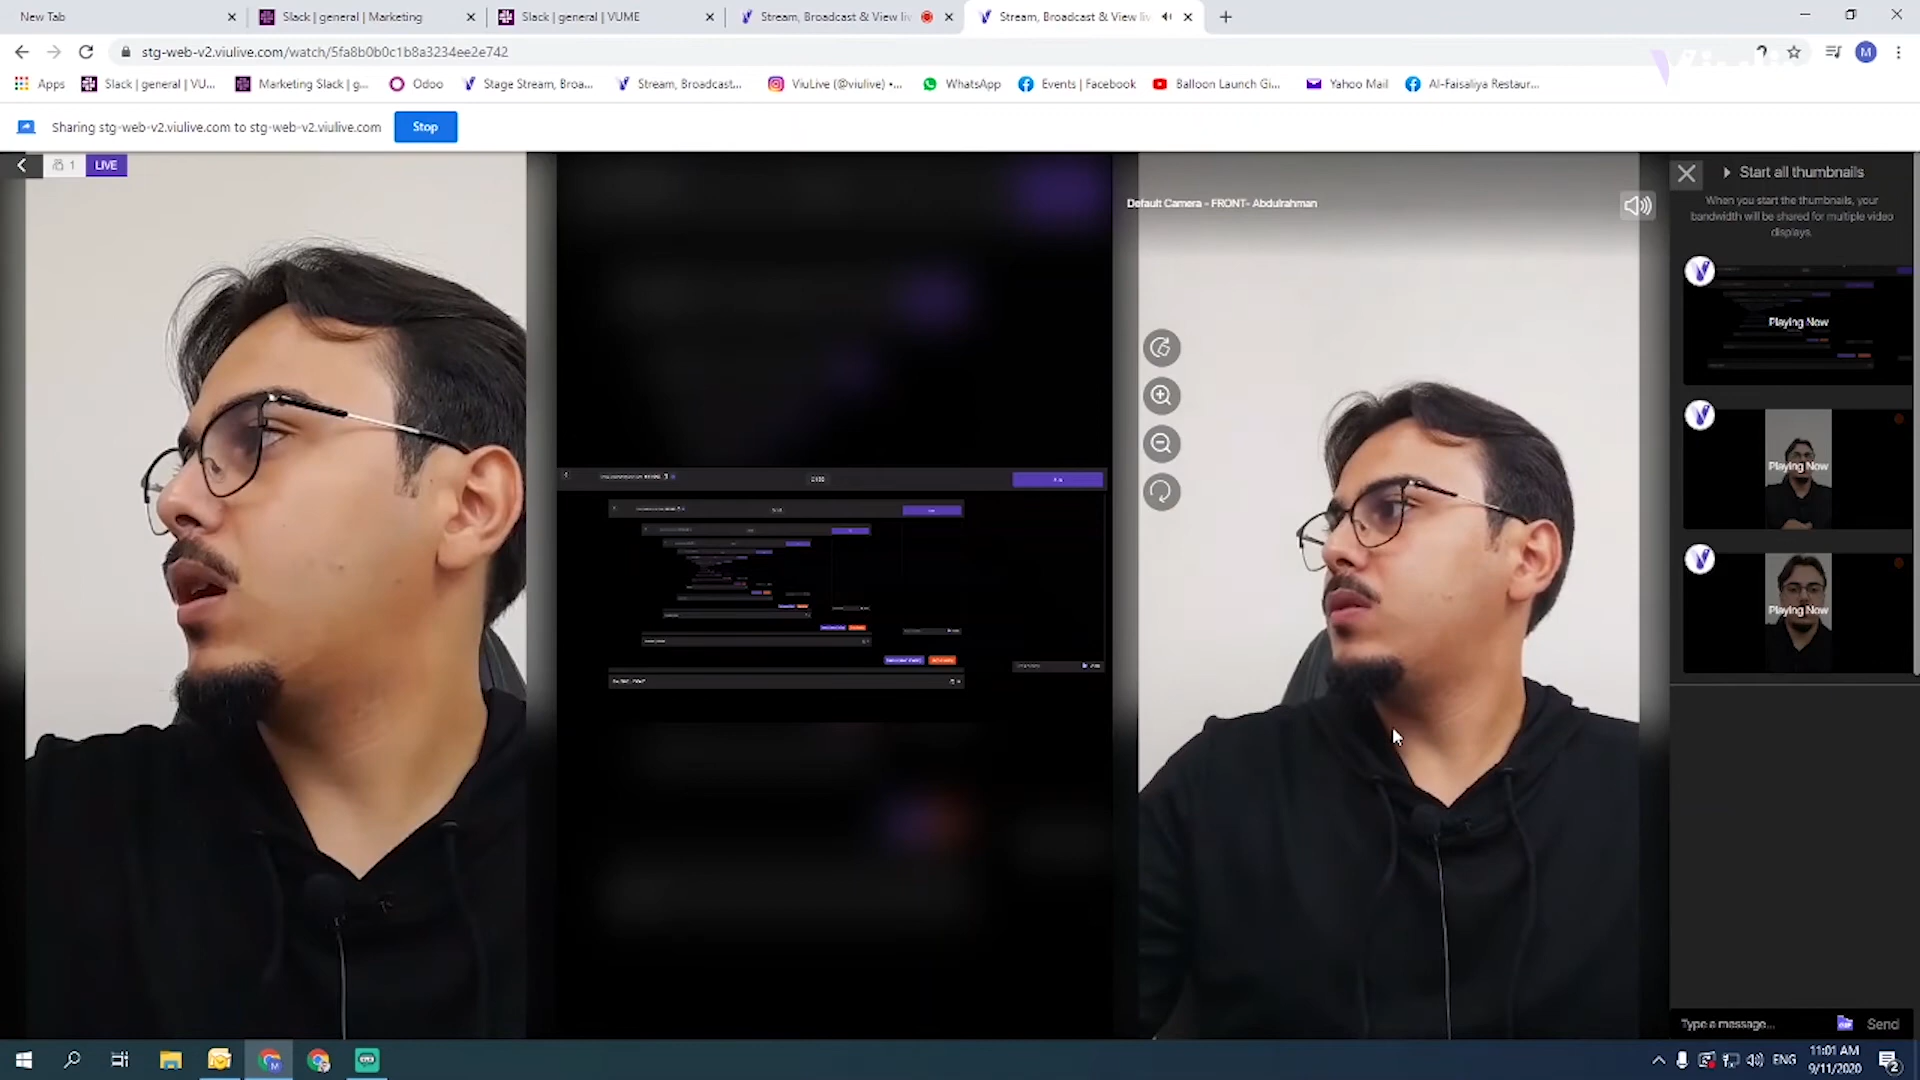 New Tab
Slack | general | Marketing
Slack | general | VUME
Stream, Broadcast & View liv
Stream, Broadcast & View liv
stg-web-v2.viulive.com/watch/5fa8b0b0c1b8a3234ee2e742
M
Apps
Slack | general | VU...
Marketing Slack | g...
Odoo
Stage Stream, Broa...
Stream, Broadcast...
ViuLive (@viulive) •...
WhatsApp
Events | Facebook
Balloon Launch Gi...
Yahoo Mail
Al-Faisaliya Restaur...
Sharing stg-web-v2.viulive.com to stg-web-v2.viulive.com
Stop
1
LIVE
Default Camera - FRONT- Abdulrahman
Start all thumbnails
When you start the thumbnails, your
bandwidth will be shared for multiple video
displays.
Playing Now
Playing Now
Playing Now
Type a message...
GIF
Send
ENG
11:01 AM
9/11/2020
2